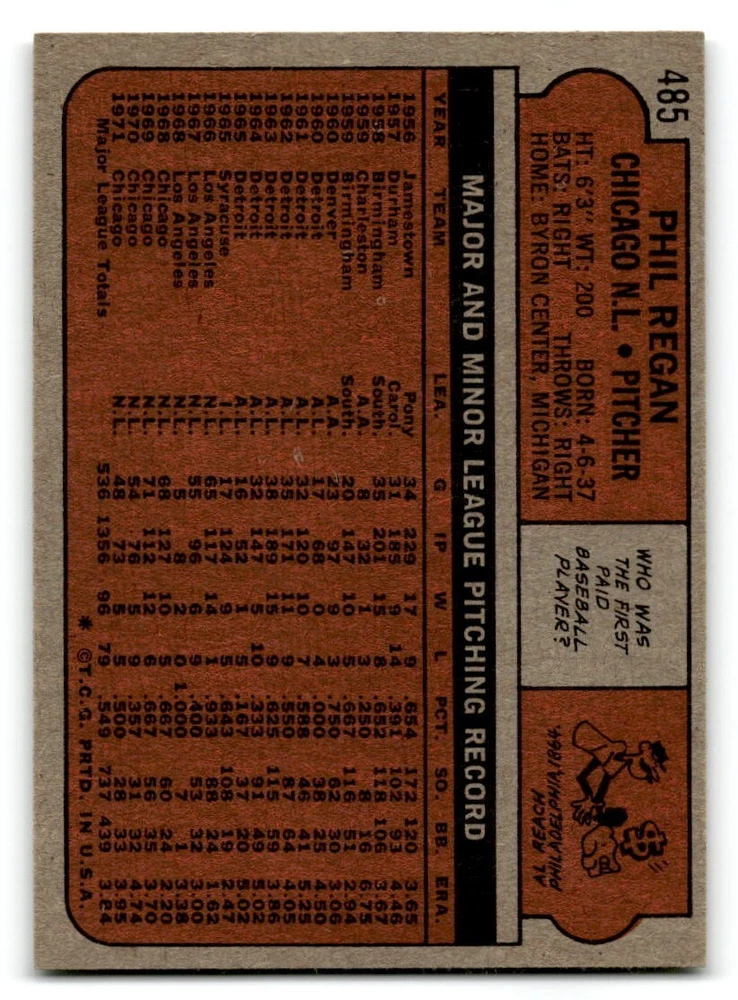 485
PHIL REGAN
CHICAGO N.L. • PITCHER
HT: 6'3" WT: 200 BORN: 4-6-37
BATS: RIGHT THROWS: RIGHT
HOME: BYRON CENTER, MICHIGAN
WHO WAS
THE FIRST
PAID
BASEBALL
PLAYER?
AL REACH
PHILADELPHIA, 1864.
$
MAJOR AND MINOR LEAGUE PITCHING RECORD
YEAR TEAM LEA. G IP W L PCT. SO. BB. ERA.
1956 Jamestown Pony 34 229 17 9 .654 172 120 3.65
1957 Durham Carol. 31 185 9 14 .391 102 93 4.46
1958 Birmingham South. 35 201 15 8 .652 118 106 3.67
1959 Charleston A.A. 8 32 1 3 .250 8 16 6.75
1959 Birmingham South. 20 147 10 5 .667 116 51 2.94
1960 Denver A.A. 23 97 9 3 .750 62 30 3.06
1960 Detroit A.L. 17 68 0 4 .000 38 25 4.50
1961 Detroit A.L. 32 120 10 7 .588 46 41 5.25
1962 Detroit A.L. 35 171 11 9 .550 87 64 4.05
1963 Detroit A.L. 38 189 15 9 .625 115 59 3.86
1964 Detroit A.L. 32 147 5 10 .333 91 49 5.02
1965 Detroit A.L. 16 52 1 5 .167 37 20 5.02
1965 Syracuse I.L. 17 124 9 5 .643 108 27 2.47
1966 Los Angeles N.L. 65 117 14 1 .933 88 24 1.62
1967 Los Angeles N.L. 55 96 6 9 .400 53 32 3.00
1968 Los Angeles N.L. 5 8 2 0 1.000 7 1 3.38
1968 Chicago N.L. 68 127 10 5 .667 60 24 2.20
1969 Chicago N.L. 71 112 12 6 .667 56 35 3.70
1970 Chicago N.L. 54 76 5 9 .357 31 32 4.74
1971 Chicago N.L. 48 73 5 5 .500 28 33 3.95
Major League Totals 536 1356 96 79 .549 737 439 3.84
* ©T.C.G. PRTD. IN U.S.A.